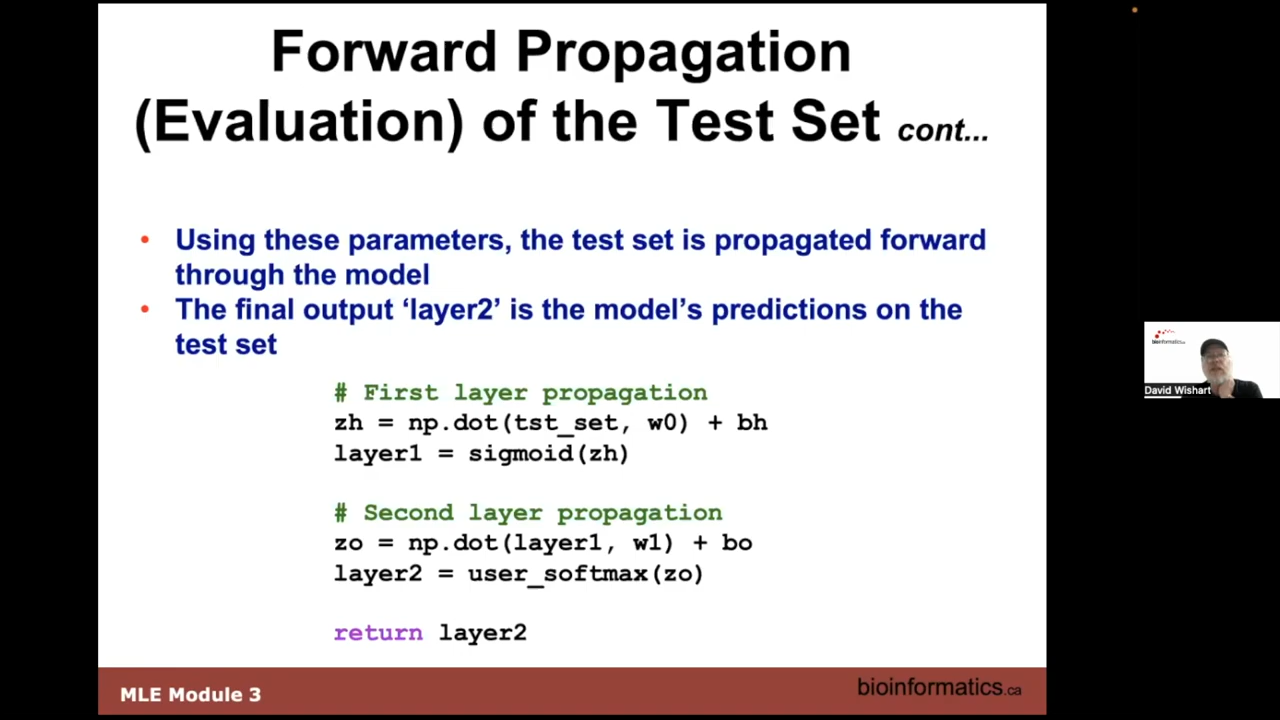 Forward Propagation
(Evaluation) of the Test Set cont...
• Using these parameters, the test set is propagated forward
through the model
• The final output ‘layer2’ is the model’s predictions on the
test set
# First layer propagation
zh = np.dot(tst_set, w0) + bh
layer1 = sigmoid(zh)
# Second layer propagation
zo = np.dot(layer1, w1) + bo
layer2 = user_softmax(zo)
return layer2
MLE Module 3
bioinformatics.ca
bioinformatics.ca
David Wishart